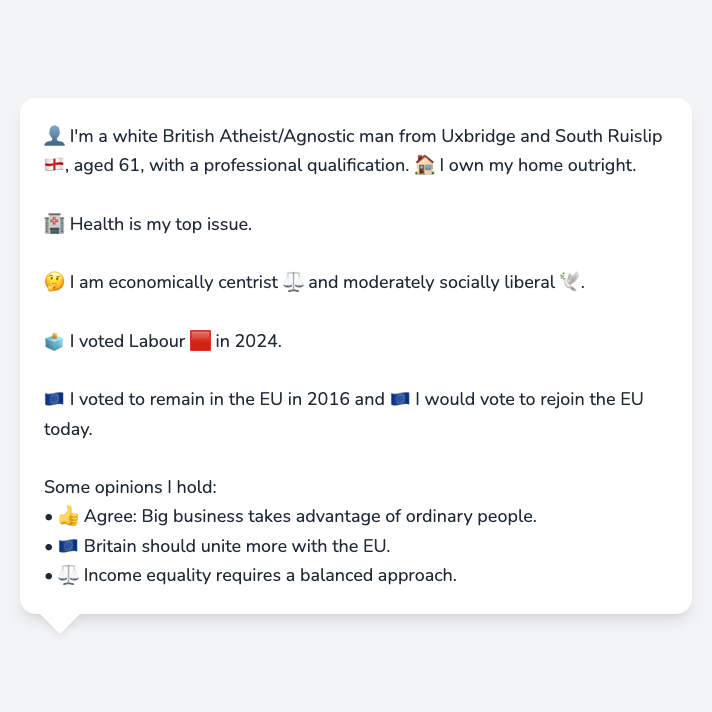 👤 I'm a white British Atheist/Agnostic man from Uxbridge and South Ruislip
🏴󠁧󠁢󠁥󠁮󠁧󠁿, aged 61, with a professional qualification. 🏠 I own my home outright.
🏥 Health is my top issue.
🤔 I am economically centrist ⚖️ and moderately socially liberal 🕊️.
🗳️ I voted Labour 🟥 in 2024.
🇪🇺 I voted to remain in the EU in 2016 and 🇪🇺 I would vote to rejoin the EU
today.
Some opinions I hold:
• 👍 Agree: Big business takes advantage of ordinary people.
• 🇪🇺 Britain should unite more with the EU.
• ⚖️ Income equality requires a balanced approach.